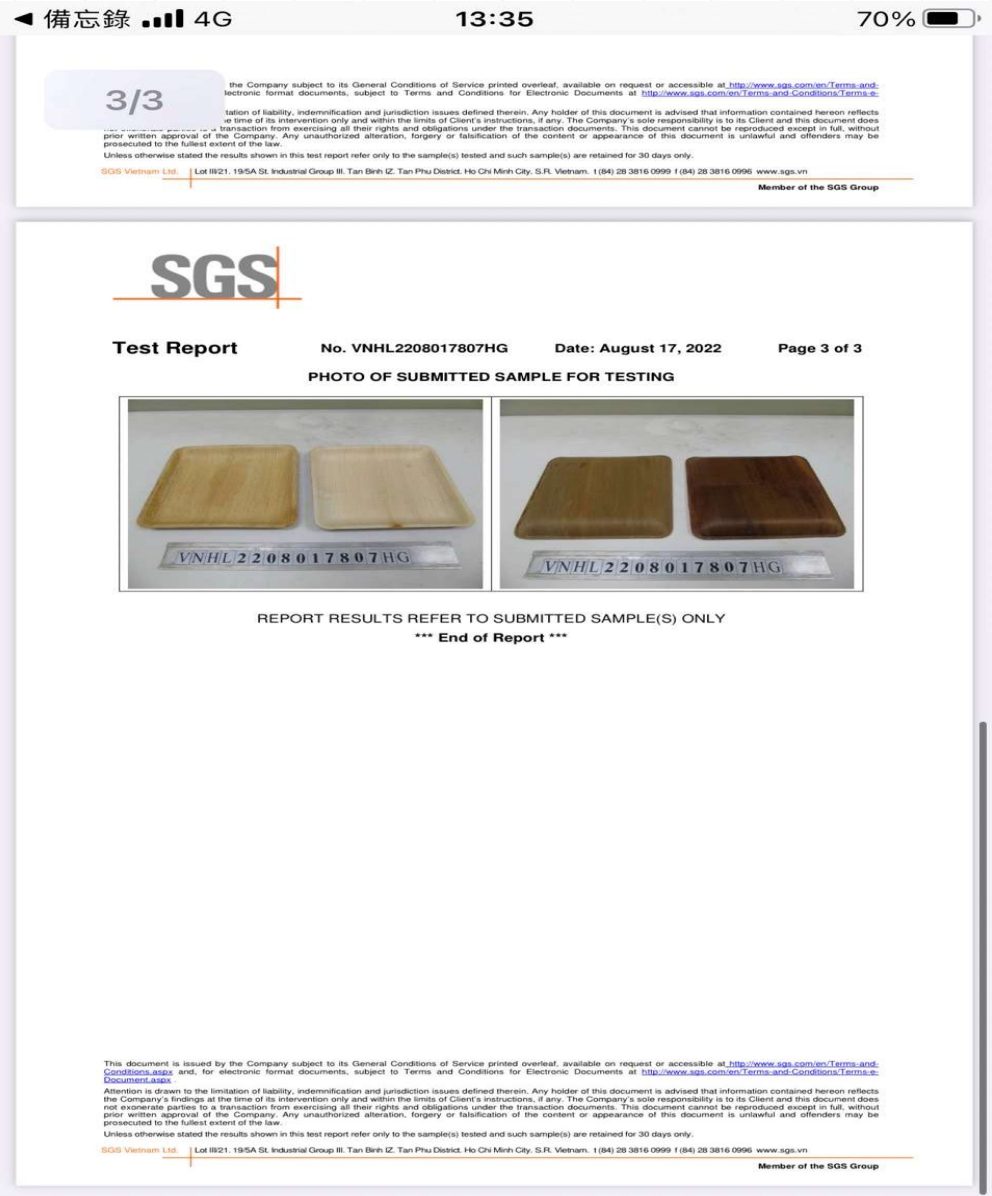 ◀ 備忘錄 4G 13:35 70%
3/3
the Company subject to its General Conditions of Service printed overleaf, available on request or accessible at http://www.sgs.com/en/Terms-and-
lectronic format documents, subject to Terms and Conditions for Electronic Documents at http://www.sgs.com/en/Terms-and-Conditions/Terms-e-
tation of liability, indemnification and jurisdiction issues defined therein. Any holder of this document is advised that information contained hereon reflects
e time of its intervention only and within the limits of Client's instructions, if any. The Company's sole responsibility is to its Client and this document does
not exonerate parties to a transaction from exercising all their rights and obligations under the transaction documents. This document cannot be reproduced except in full, without
prior written approval of the Company. Any unauthorized alteration, forgery or falsification of the content or appearance of this document is unlawful and offenders may be
prosecuted to the fullest extent of the law.
Unless otherwise stated the results shown in this test report refer only to the sample(s) tested and such sample(s) are retained for 30 days only.
SGS Vietnam Ltd. Lot III/21. 19/5A St. Industrial Group III. Tan Binh IZ. Tan Phu District. Ho Chi Minh City. S.R. Vietnam. t (84) 28 3816 0999 f (84) 28 3816 0996 www.sgs.vn
Member of the SGS Group
SGS
Test Report No. VNHL2208017807HG Date: August 17, 2022 Page 3 of 3
PHOTO OF SUBMITTED SAMPLE FOR TESTING
VNHL2208017807HG VNHL2208017807HG
REPORT RESULTS REFER TO SUBMITTED SAMPLE(S) ONLY
*** End of Report ***
This document is issued by the Company subject to its General Conditions of Service printed overleaf, available on request or accessible at http://www.sgs.com/en/Terms-and-
Conditions.aspx and, for electronic format documents, subject to Terms and Conditions for Electronic Documents at http://www.sgs.com/en/Terms-and-Conditions/Terms-e-
Document.aspx .
Attention is drawn to the limitation of liability, indemnification and jurisdiction issues defined therein. Any holder of this document is advised that information contained hereon reflects
the Company's findings at the time of its intervention only and within the limits of Client's instructions, if any. The Company's sole responsibility is to its Client and this document does
not exonerate parties to a transaction from exercising all their rights and obligations under the transaction documents. This document cannot be reproduced except in full, without
prior written approval of the Company. Any unauthorized alteration, forgery or falsification of the content or appearance of this document is unlawful and offenders may be
prosecuted to the fullest extent of the law.
Unless otherwise stated the results shown in this test report refer only to the sample(s) tested and such sample(s) are retained for 30 days only.
SGS Vietnam Ltd. Lot III/21. 19/5A St. Industrial Group III. Tan Binh IZ. Tan Phu District. Ho Chi Minh City. S.R. Vietnam. t (84) 28 3816 0999 f (84) 28 3816 0996 www.sgs.vn
Member of the SGS Group